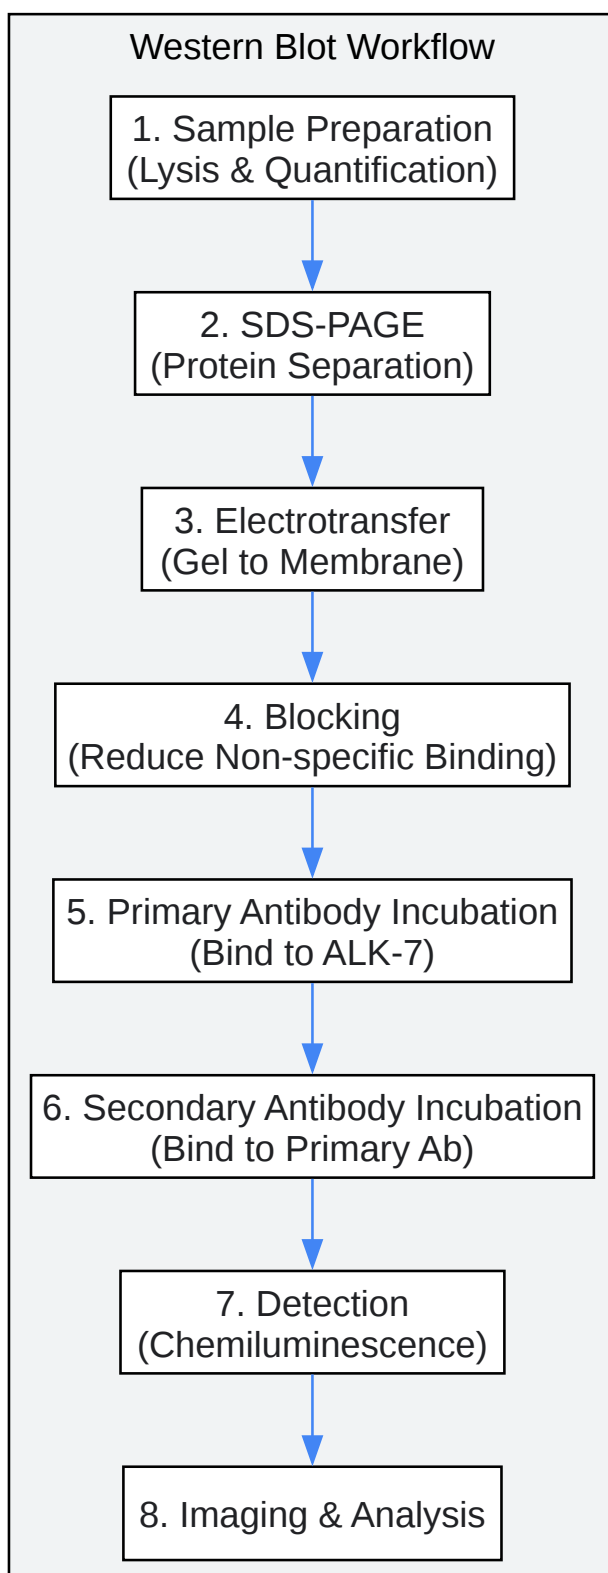 Western Blot Workflow
1. Sample Preparation
(Lysis & Quantification)
2. SDS-PAGE
(Protein Separation)
3. Electrotransfer
(Gel to Membrane)
4. Blocking
(Reduce Non-specific Binding)
5. Primary Antibody Incubation
(Bind to ALK-7)
6. Secondary Antibody Incubation
(Bind to Primary Ab)
7. Detection
(Chemiluminescence)
8. Imaging & Analysis